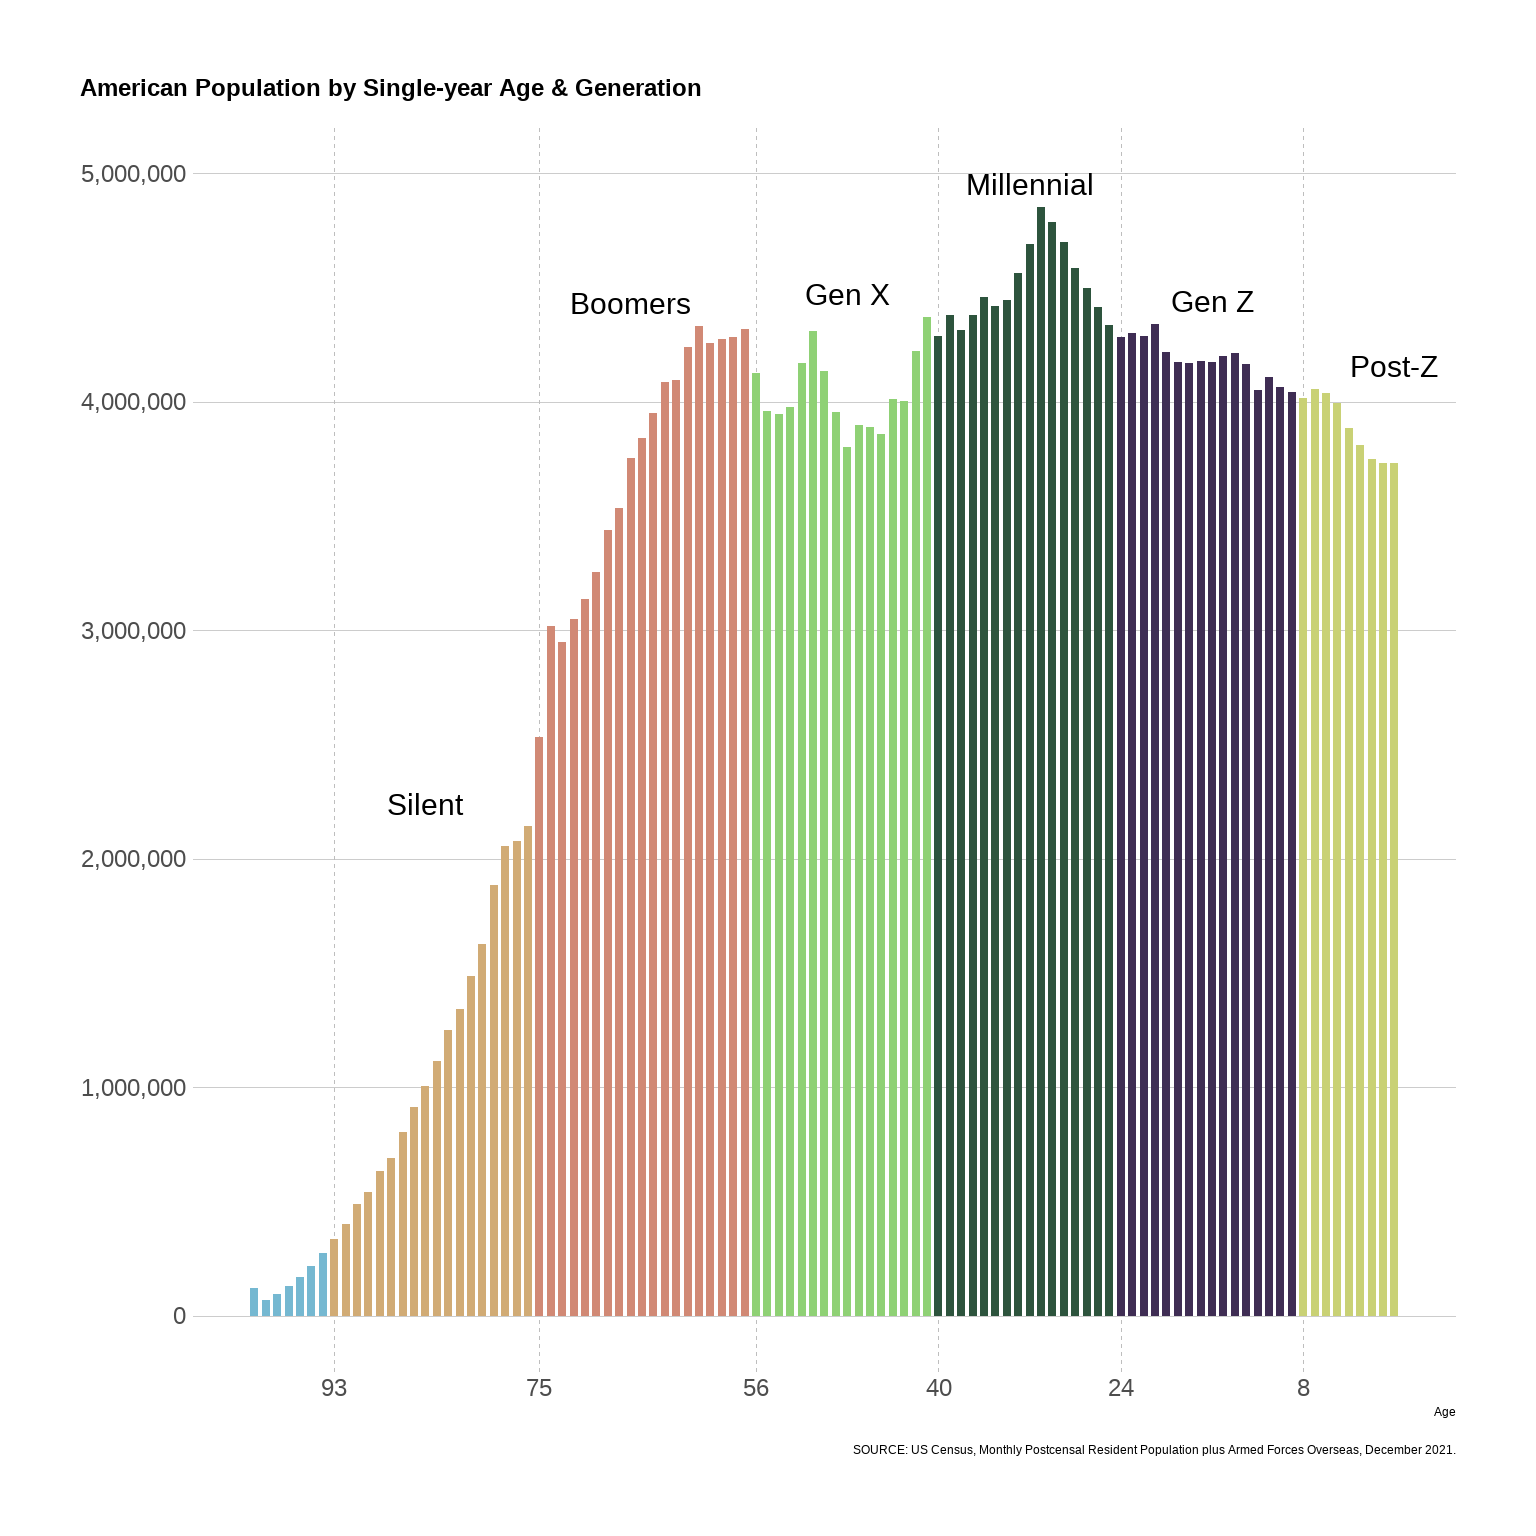 American Population by Single-year Age & Generation
5,000,000
Millennial
Gen X
Gen Z
Boomers
Post-Z
4,000,000
3,000,000
Silent
2,000,000
1,000,000
0
93 75 56 40 24 8
Age
SOURCE: US Census, Monthly Postcensal Resident Population plus Armed Forces Overseas, December 2021.